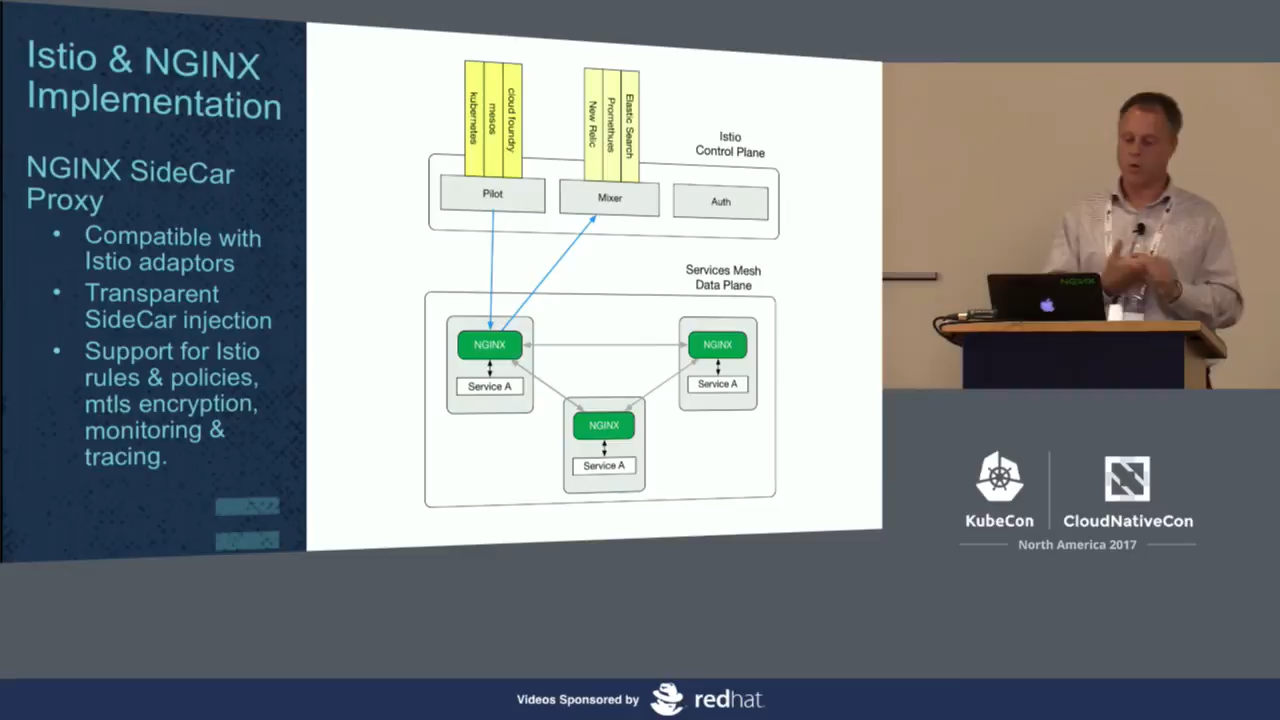 Istio & NGINX
Implementation
NGINX SideCar
Proxy
• Compatible with
Istio adaptors
• Transparent
SideCar injection
• Support for Istio
rules & policies,
mtls encryption,
monitoring &
tracing.
kubernetes
mesos
cloud foundry
New Relic
Promethues
Elastic Search
Istio
Control Plane
Pilot
Mixer
Auth
Services Mesh
Data Plane
NGINX
Service A
NGINX
Service A
NGINX
Service A
NGINX
KubeCon
CloudNativeCon
North America 2017
Videos Sponsored by
redhat.